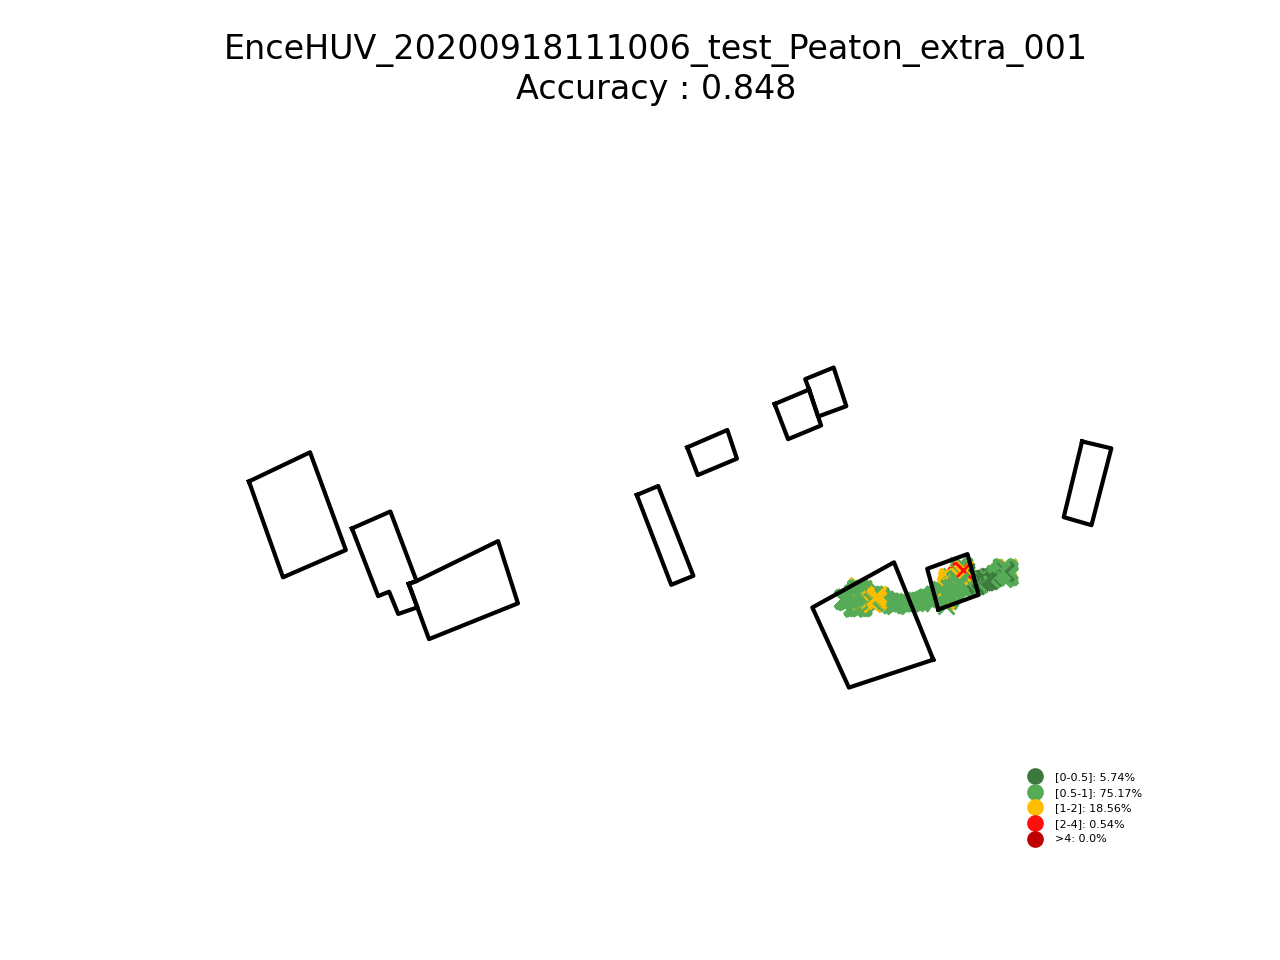 EnceHUV_20200918111006_test_Peaton_extra_001
Accuracy : 0.848
[0-0.5]: 5.74%
[0.5-1]: 75.17%
[1-2]: 18.56%
[2-4]: 0.54%
>4: 0.0%